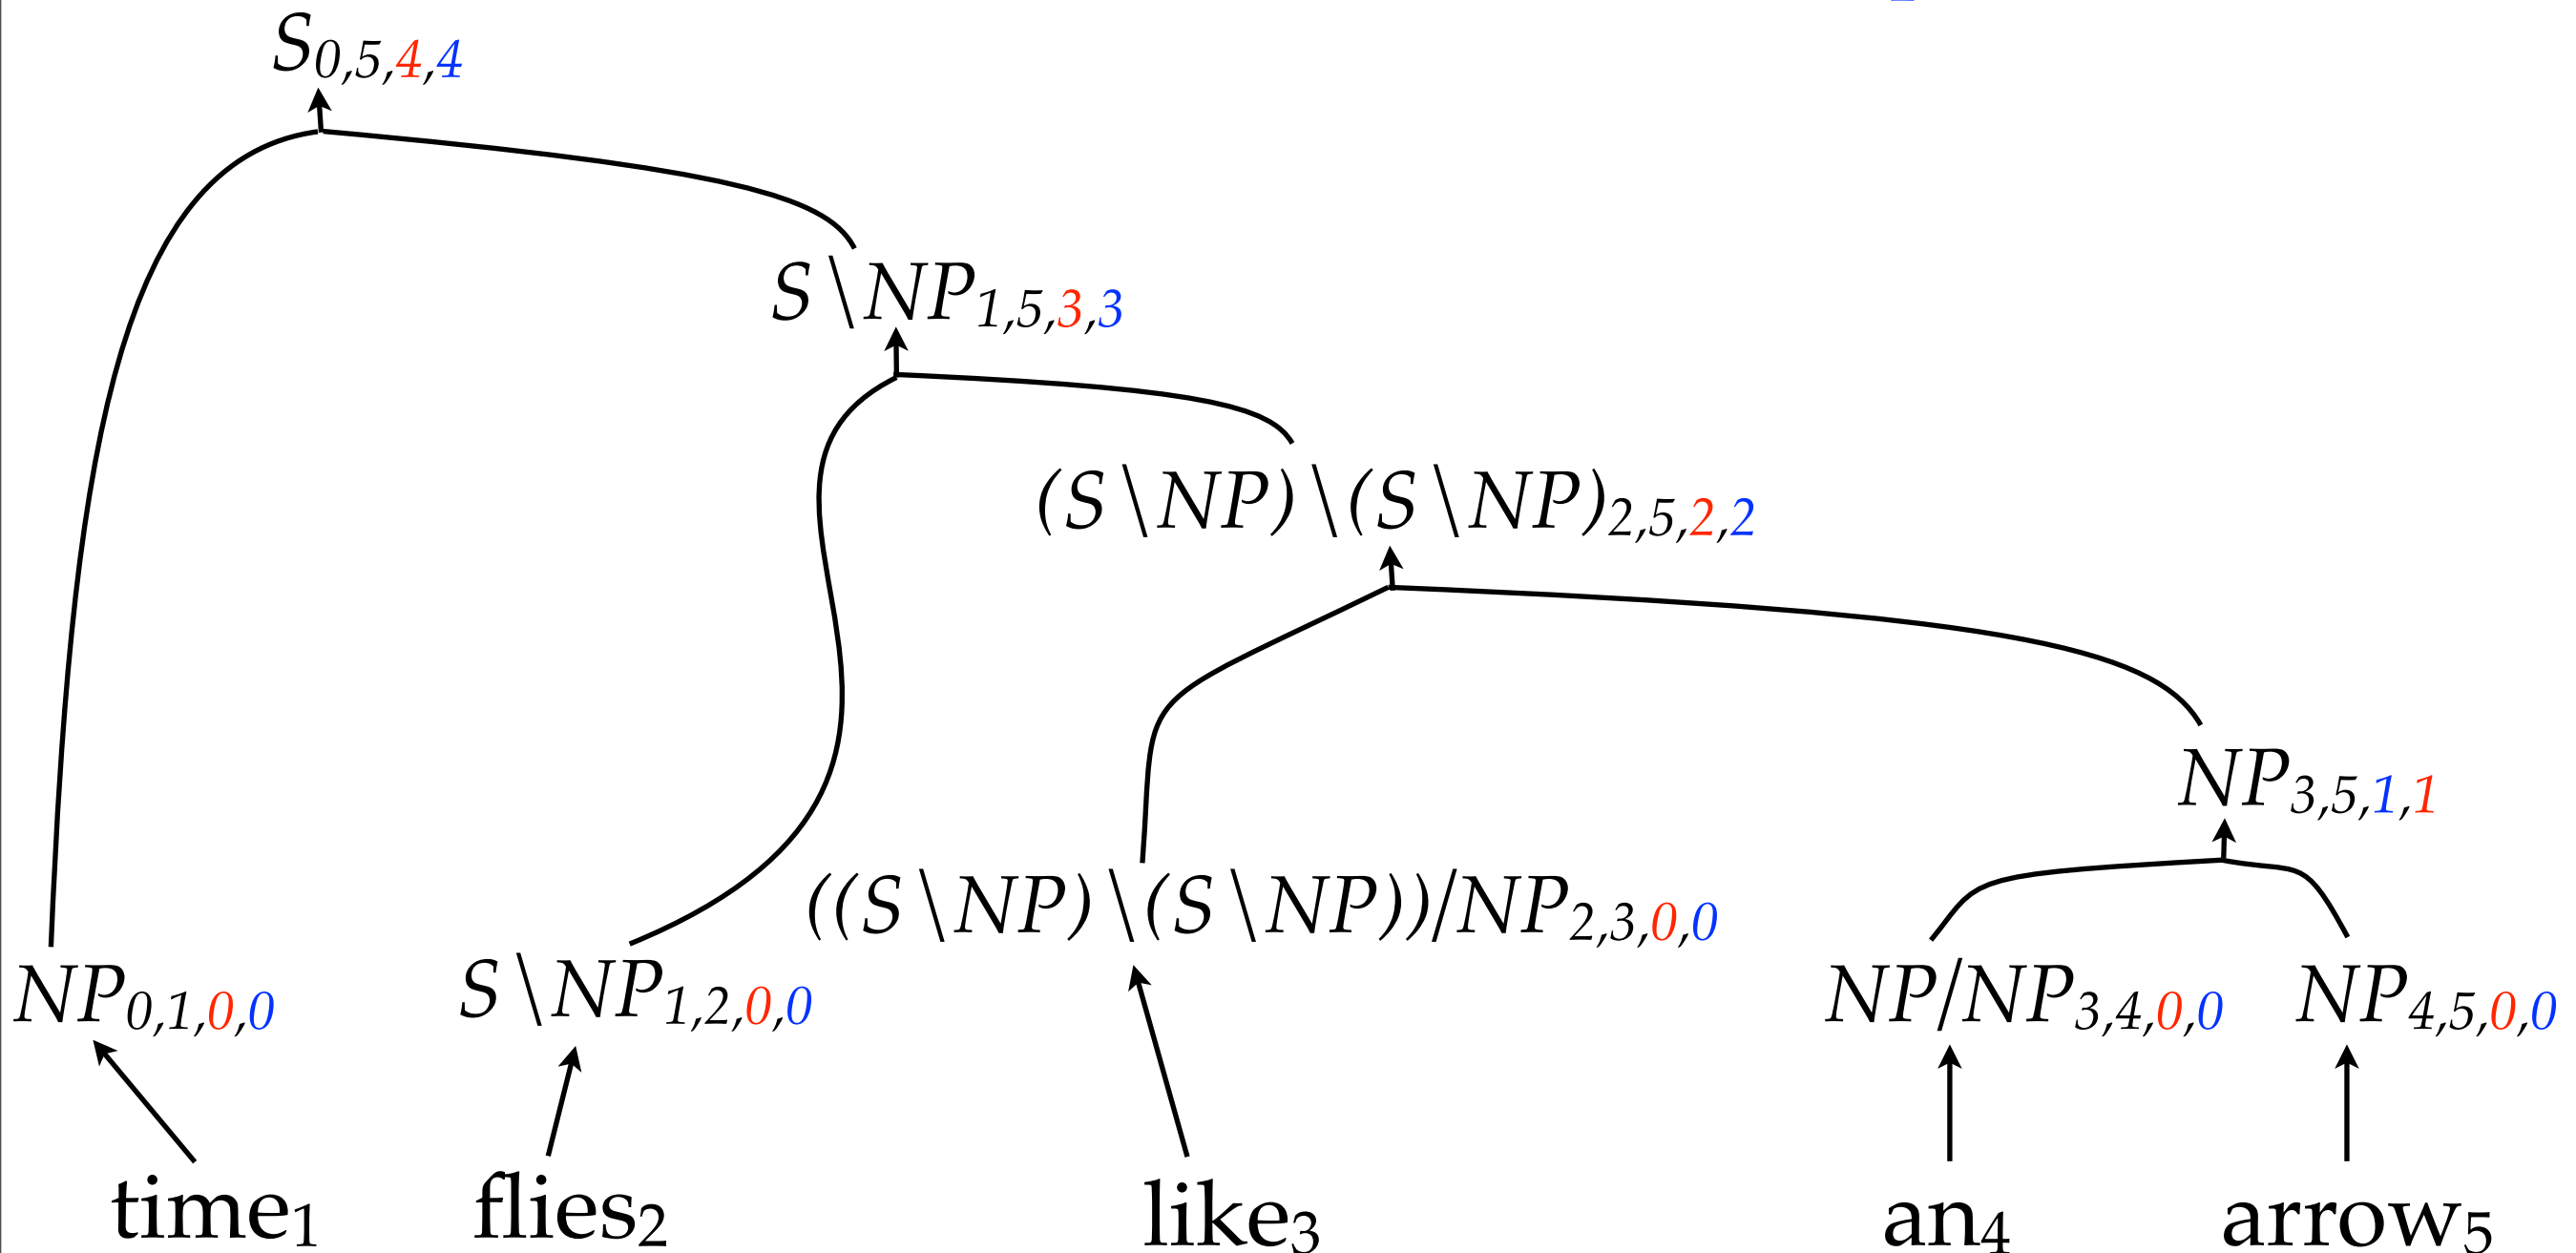 S0,5,4,4
S\NP1,5,3,3
(S\NP)\(S\NP)2,5,2,2
NP3,5,1,1
((S\NP)\(S\NP))/NP2,3,0,0
NP0,1,0,0 S\NP1,2,0,0 NP/NP3,4,0,0 NP4,5,0,0
time1 flies2 like3 an4 arrow5